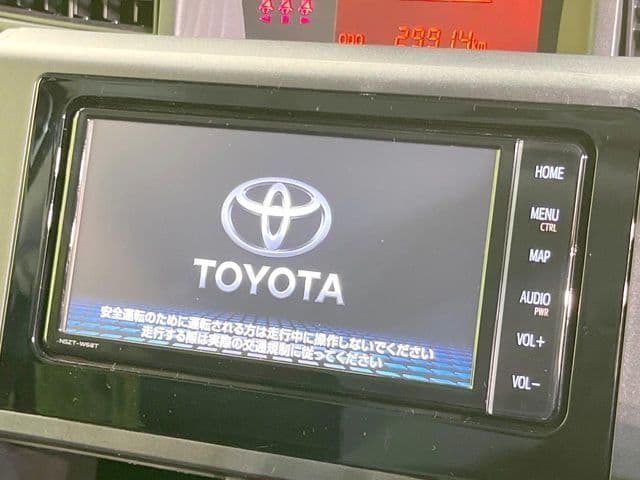 ODO 29914km
HOME
MENU
CTRL
MAP
AUDIO
PWR
VOL+
VOL-
TOYOTA
安全運転のために運転される方は走行中に操作しないでください
走行する際は実際の交通規制に従ってください
NSZT-W68T